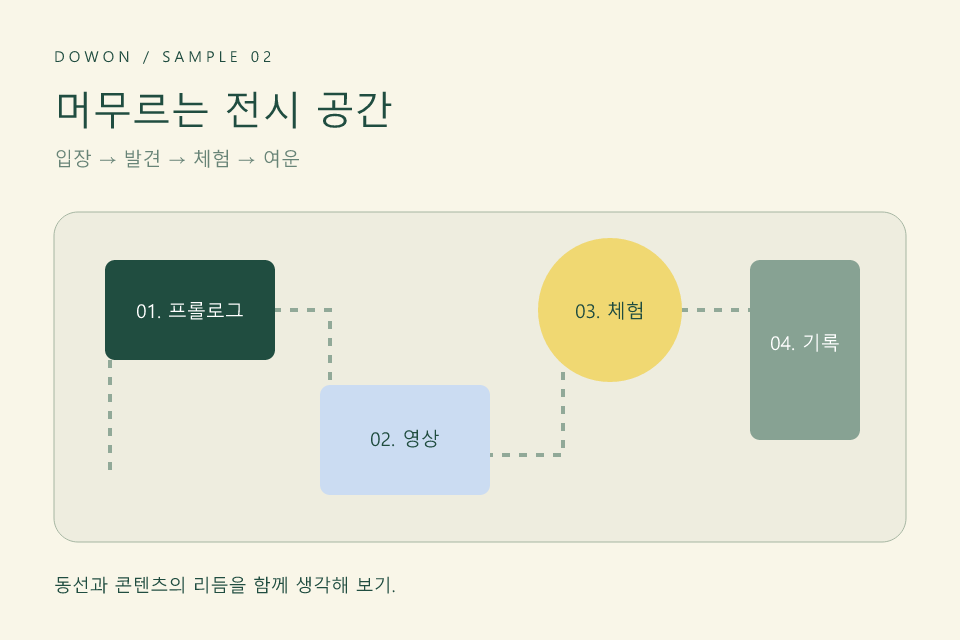 DOWON / SAMPLE 02
머무르는 전시 공간
입장 → 발견 → 체험 → 여운
01. 프롤로그
02. 영상
03. 체험
04. 기록
동선과 콘텐츠의 리듬을 함께 생각해 보기.